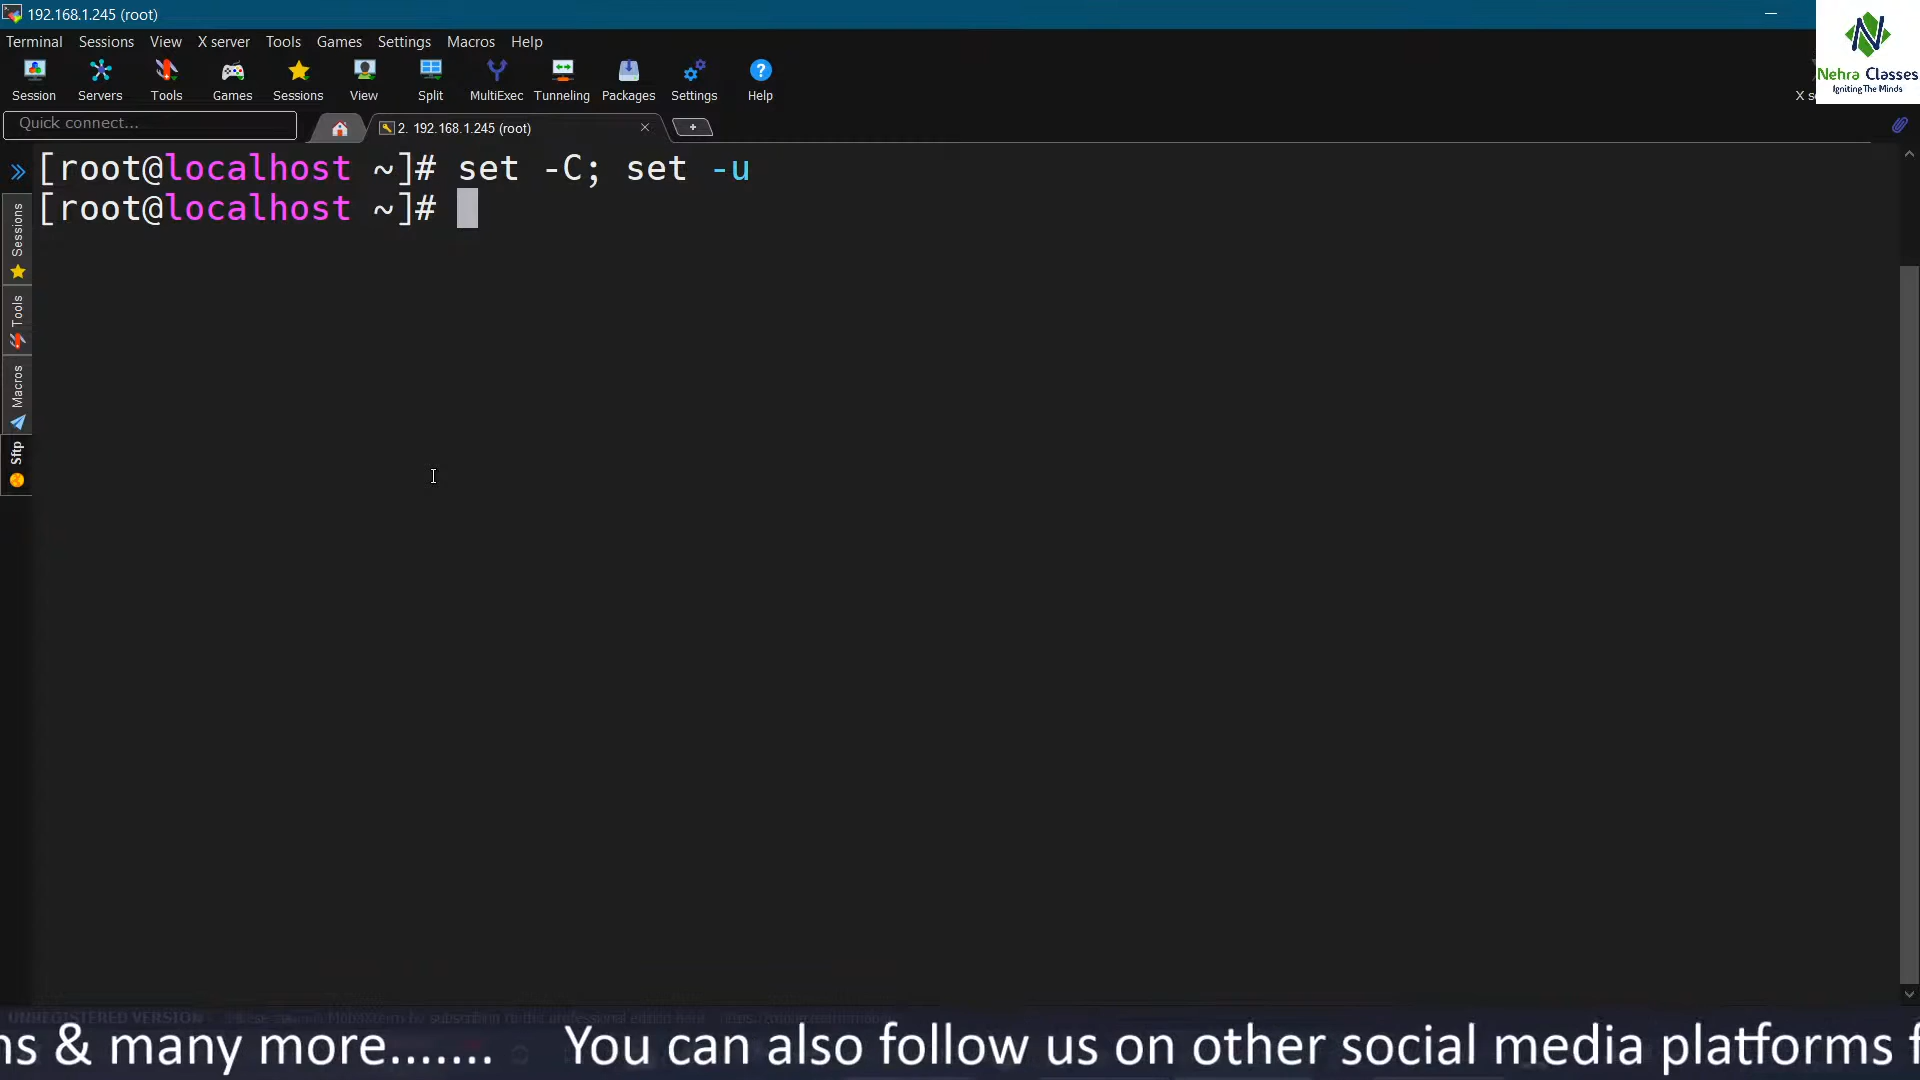 192.168.1.245 (root)
Terminal Sessions View X server Tools Games Settings Macros Help
Session Servers Tools Games Sessions View Split MultiExec Tunneling Packages Settings Help
X se
Nehra Classes
Igniting The Minds
Quick connect...
2. 192.168.1.245 (root)
[root@localhost ~]# set -C; set -u
[root@localhost ~]#
Sessions
Tools
Macros
Sftp
UNREGISTERED VERSION
ns & many more....... You can also follow us on other social media platforms f